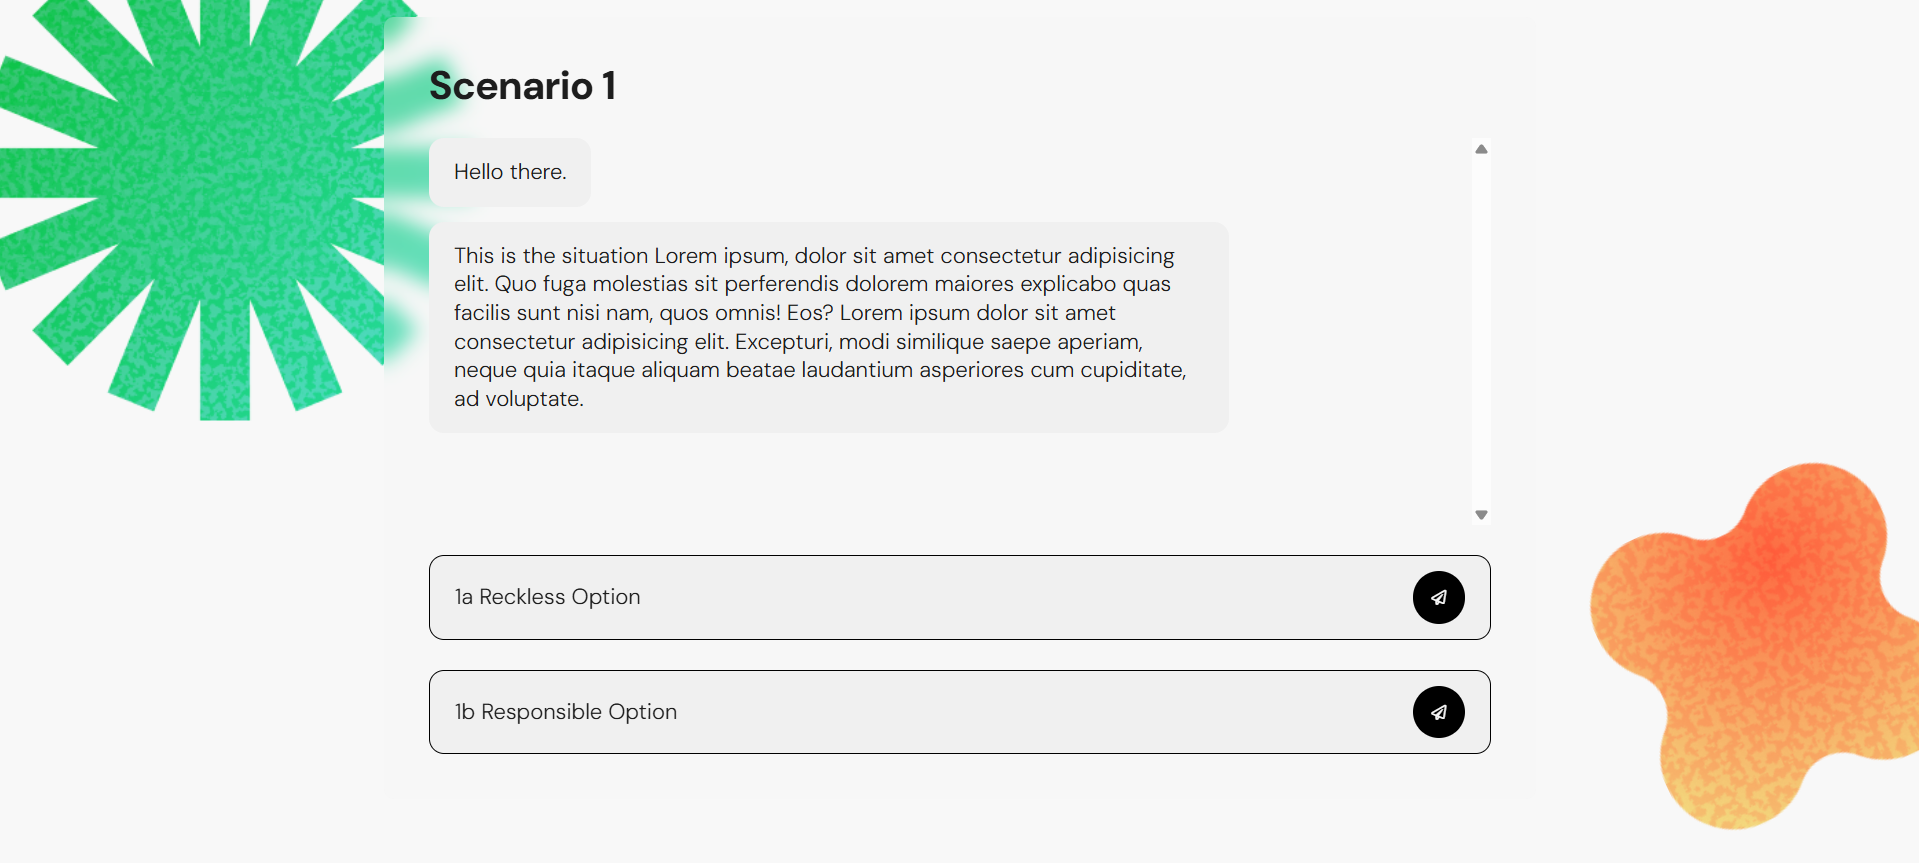 Scenario 1
Hello there.
This is the situation Lorem ipsum, dolor sit amet consectetur adipisicing
elit. Quo fuga molestias sit perferendis dolorem maiores explicabo quas
facilis sunt nisi nam, quos omnis! Eos? Lorem ipsum dolor sit amet
consectetur adipisicing elit. Excepturi, modi similique saepe aperiam,
neque quia itaque aliquam beatae laudantium asperiores cum cupiditate,
ad voluptate.
1a Reckless Option
1b Responsible Option